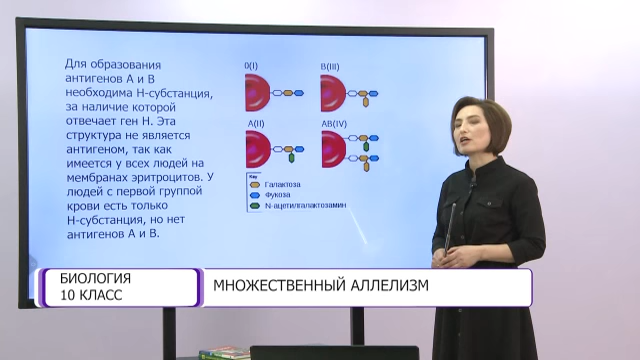 Для образования
антигенов А и В
необходима Н-субстанция,
за наличие которой
отвечает ген Н. Эта
структура не является
антигеном, так как
имеется у всех людей на
мембранах эритроцитов. У
людей с первой группой
крови есть только
Н-субстанция, но нет
антигенов А и В.
0(I)
B(III)
A(II)
AB(IV)
Key
Галактоза
Фукоза
N-ацетилгалактозамин
БИОЛОГИЯ
10 КЛАСС
МНОЖЕСТВЕННЫЙ АЛЛЕЛИЗМ